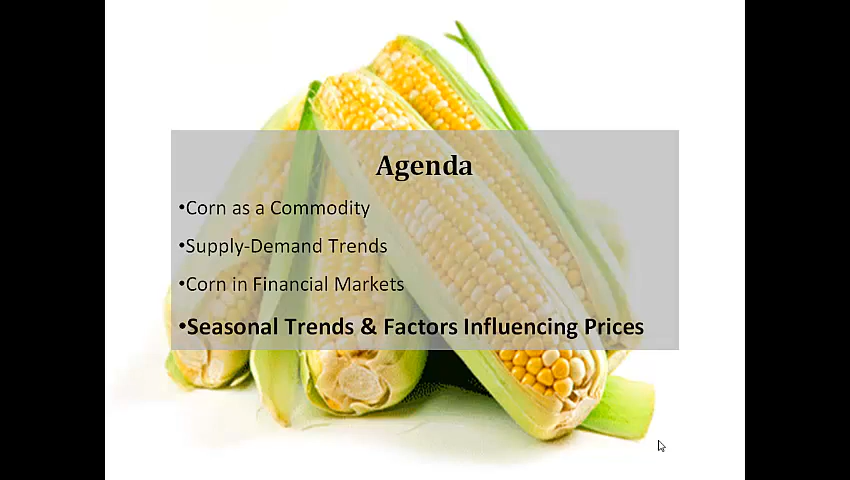 Agenda
•Corn as a Commodity
•Supply-Demand Trends
•Corn in Financial Markets
•Seasonal Trends & Factors Influencing Prices